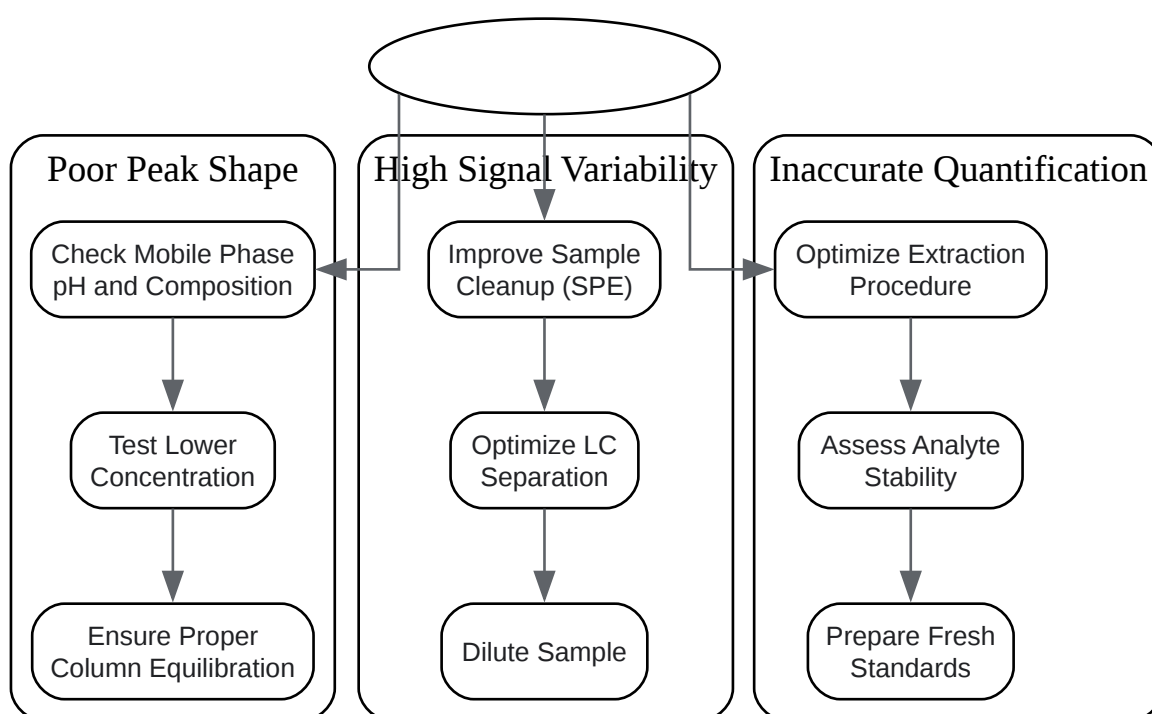 Poor Peak Shape
Check Mobile Phase
pH and Composition
Test Lower
Concentration
Ensure Proper
Column Equilibration
High Signal Variability
Improve Sample
Cleanup (SPE)
Optimize LC
Separation
Dilute Sample
Inaccurate Quantification
Optimize Extraction
Procedure
Assess Analyte
Stability
Prepare Fresh
Standards